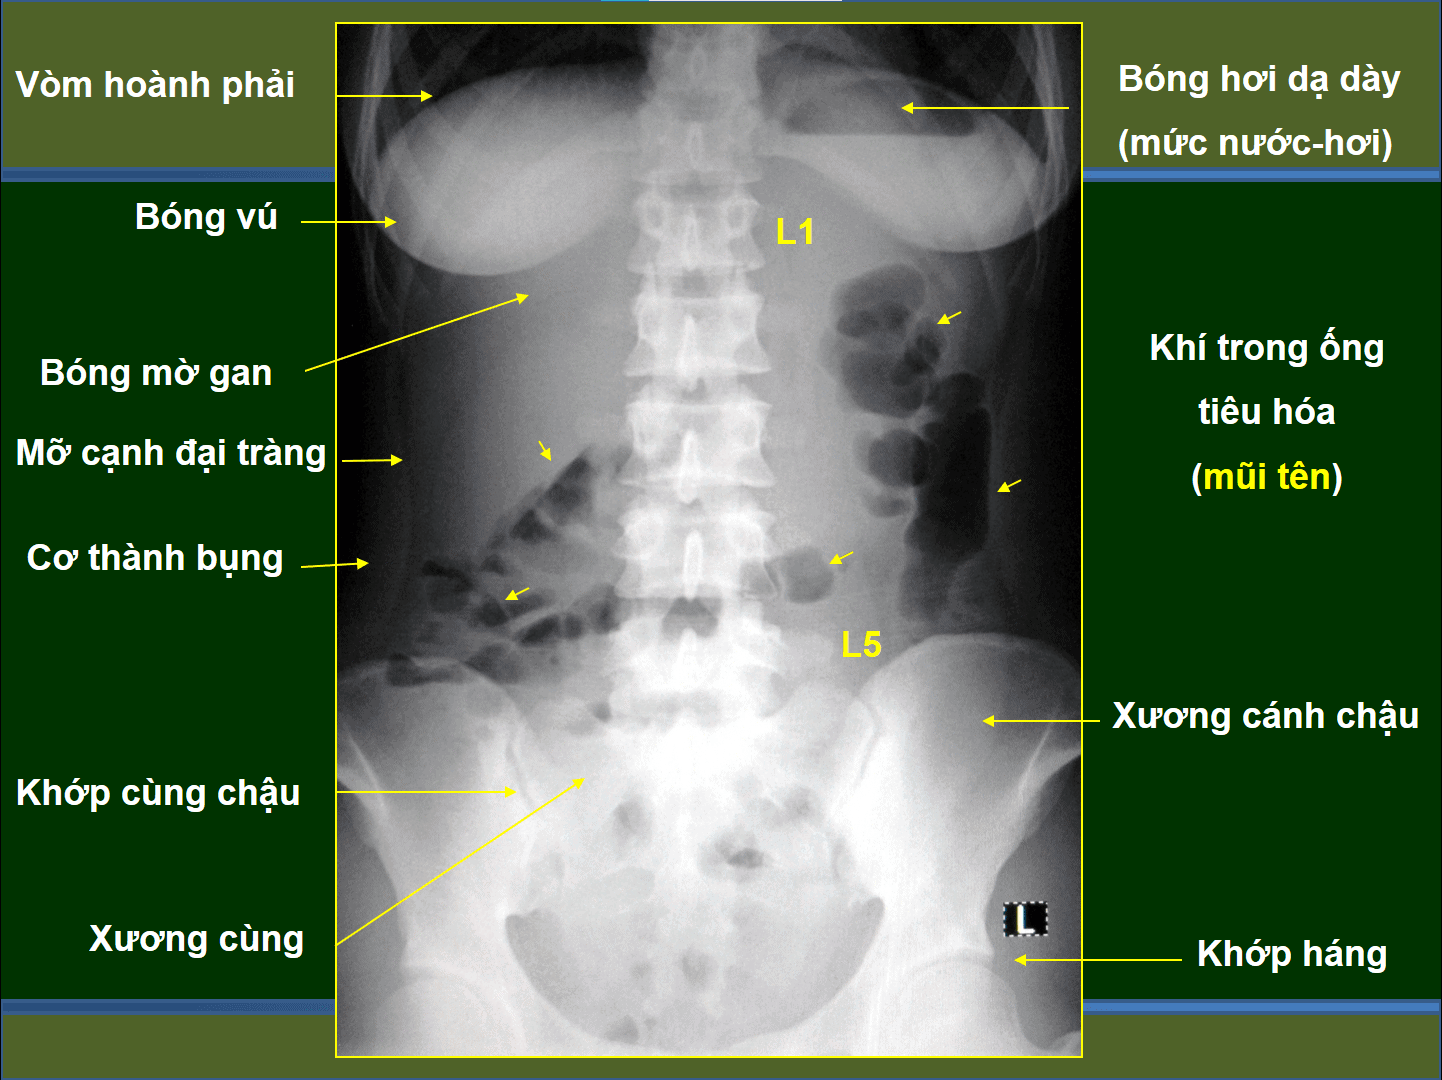 Vòm hoành phải
Bóng vú
Bóng mờ gan
Mỡ cạnh đại tràng
Cơ thành bụng
Khớp cùng chậu
Xương cùng
L1
L5
L
Bóng hơi dạ dày
(mức nước-hơi)
Khí trong ống
tiêu hóa
(mũi tên)
Xương cánh chậu
Khớp háng